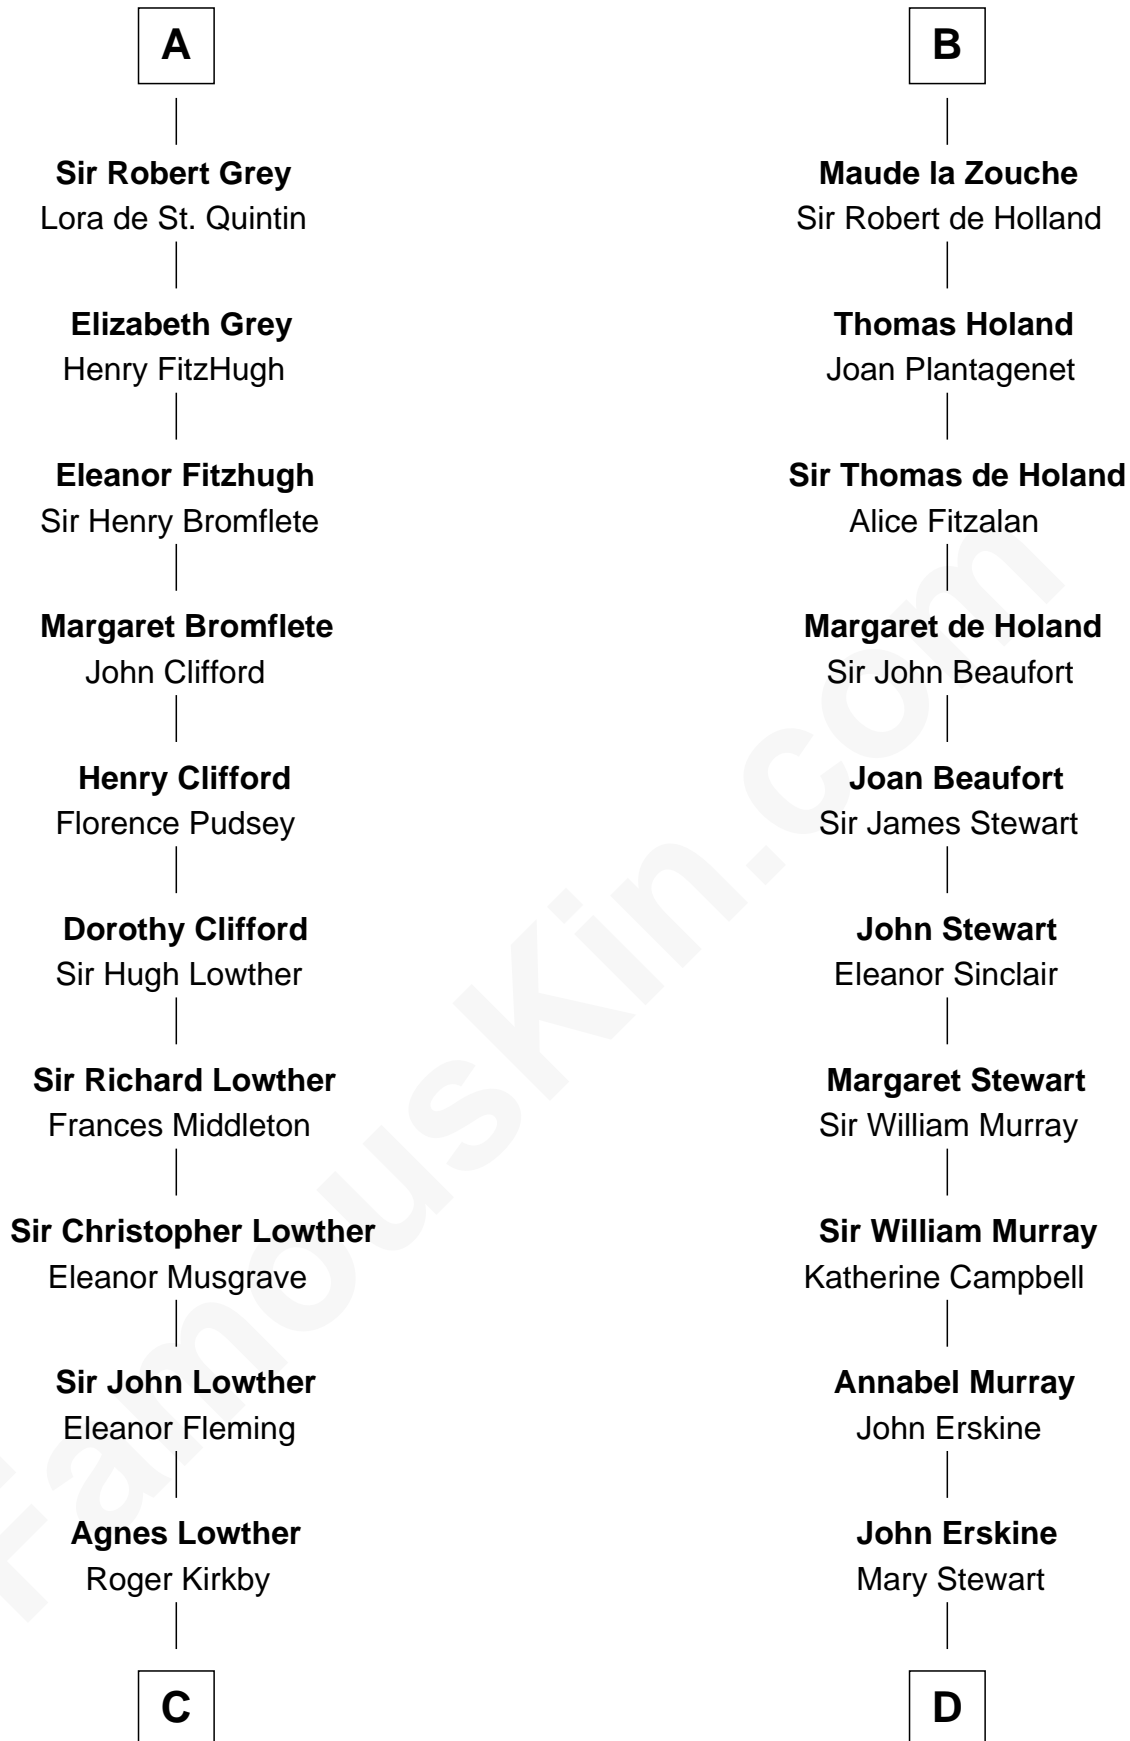 A
Sir Robert Grey
Lora de St. Quintin
Elizabeth Grey
Henry FitzHugh
Eleanor Fitzhugh
Sir Henry Bromflete
Margaret Bromflete
John Clifford
Henry Clifford
Florence Pudsey
Dorothy Clifford
Sir Hugh Lowther
Sir Richard Lowther
Frances Middleton
Sir Christopher Lowther
Eleanor Musgrave
Sir John Lowther
Eleanor Fleming
Agnes Lowther
Roger Kirkby
C
B
Maude la Zouche
Sir Robert de Holland
Thomas Holand
Joan Plantagenet
Sir Thomas de Holand
Alice Fitzalan
Margaret de Holand
Sir John Beaufort
Joan Beaufort
Sir James Stewart
John Stewart
Eleanor Sinclair
Margaret Stewart
Sir William Murray
Sir William Murray
Katherine Campbell
Annabel Murray
John Erskine
John Erskine
Mary Stewart
D
FamousKin.com